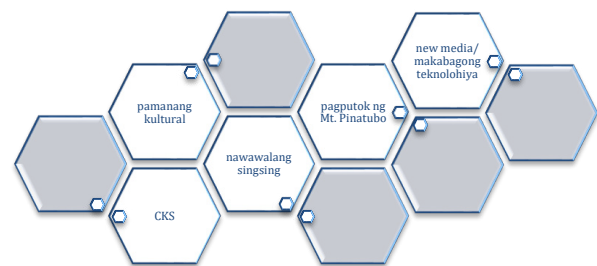 new media/
makabagong
teknolohiya
pamanang
kultural
pagputok ng
Mt. Pinatubo
nawawalang
singsing
CKS